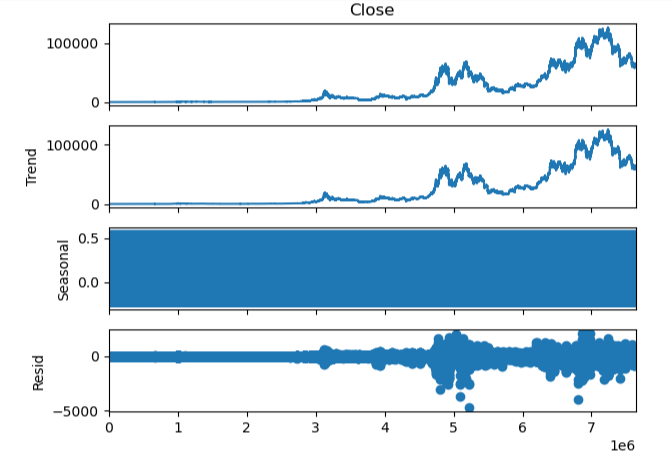 Close
100000
0
Trend
100000
0
Seasonal
0.5
0.0
Resid
0
−5000
0 1 2 3 4 5 6 7
1e6